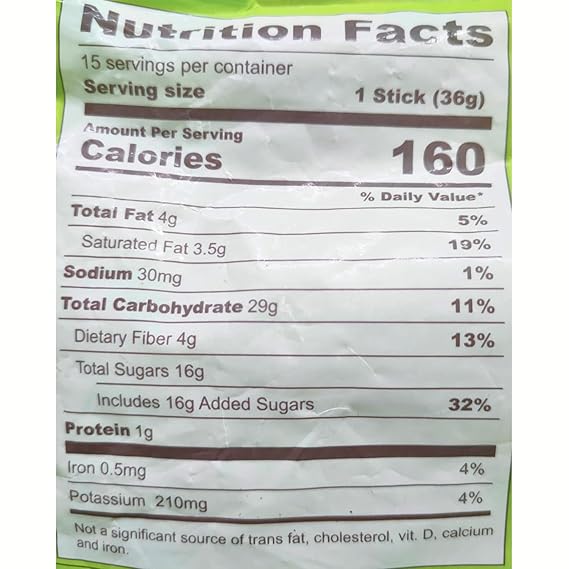 Nutrition Facts
15 servings per container
Serving size 1 Stick (36g)
Amount Per Serving
Calories 160
% Daily Value*
Total Fat 4g 5%
Saturated Fat 3.5g 19%
Sodium 30mg 1%
Total Carbohydrate 29g 11%
Dietary Fiber 4g 13%
Total Sugars 16g
Includes 16g Added Sugars 32%
Protein 1g
Iron 0.5mg 4%
Potassium 210mg 4%
Not a significant source of trans fat, cholesterol, vit. D, calcium
and iron.